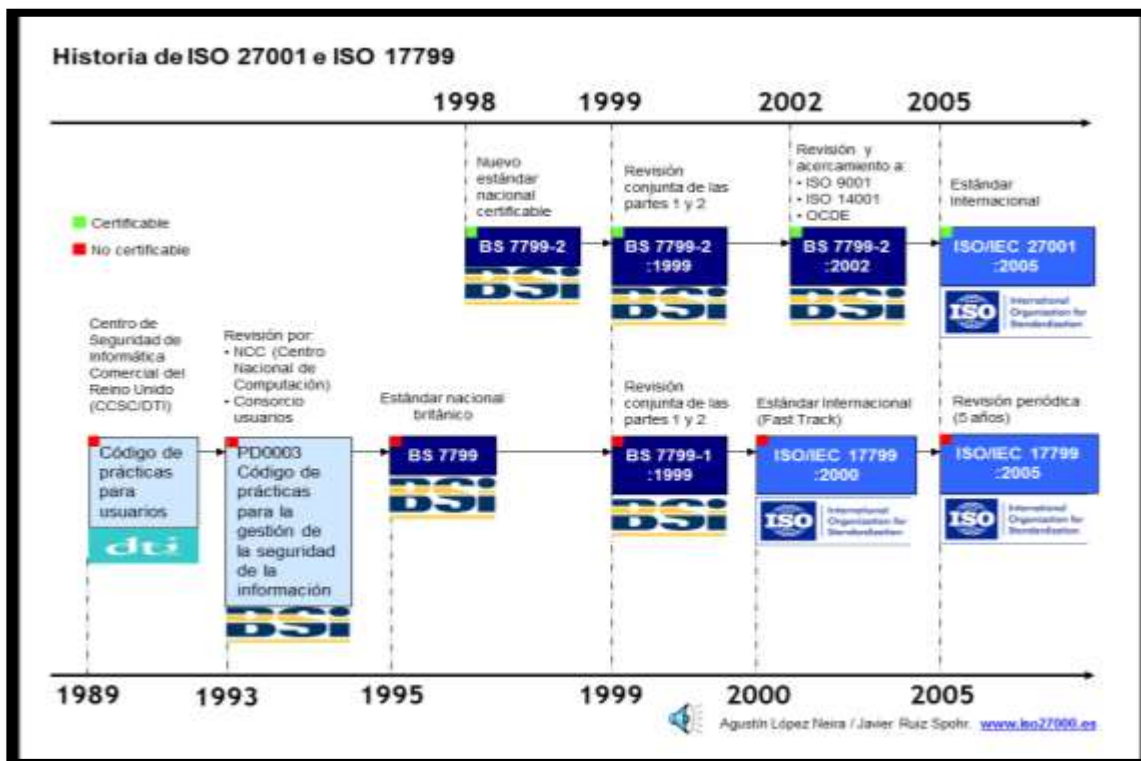 Historia de ISO 27001 e ISO 17799
1998
1999
2002
2005
Nuevo
estándar
nacional
certificable
Revisión
conjunta de las
partes 1 y 2
Revisión y
acercamiento a:
• ISO 9001
• ISO 14001
• OCDE
Estándar
Internacional
Certificable
No certificable
BS 7799-2
BS 7799-2
:1999
BS 7799-2
:2002
ISO/IEC 27001
:2005
BSi
BSi
BSi
ISO
International
Organization for
Standardization
Centro de
Seguridad de
Informática
Comercial del
Reino Unido
(CCSC/DTI)
Revisión por:
• NCC (Centro
Nacional de
Computación)
• Consorcio
usuarios
Estándar nacional
británico
Revisión
conjunta de las
partes 1 y 2
Estándar Internacional
(Fast Track)
Revisión periódica
(5 años)
Código de
prácticas
para
usuarios
PD0003
Código de
prácticas
para la
gestión de
la seguridad
de la
información
BS 7799
BS 7799-1
:1999
ISO/IEC 17799
:2000
ISO/IEC 17799
:2005
dti
BSi
BSi
BSi
ISO
International
Organization for
Standardization
ISO
International
Organization for
Standardization
1989
1993
1995
1999
2000
2005
Agustín López Neira / Javier Ruiz Spohr. www.iso27000.es